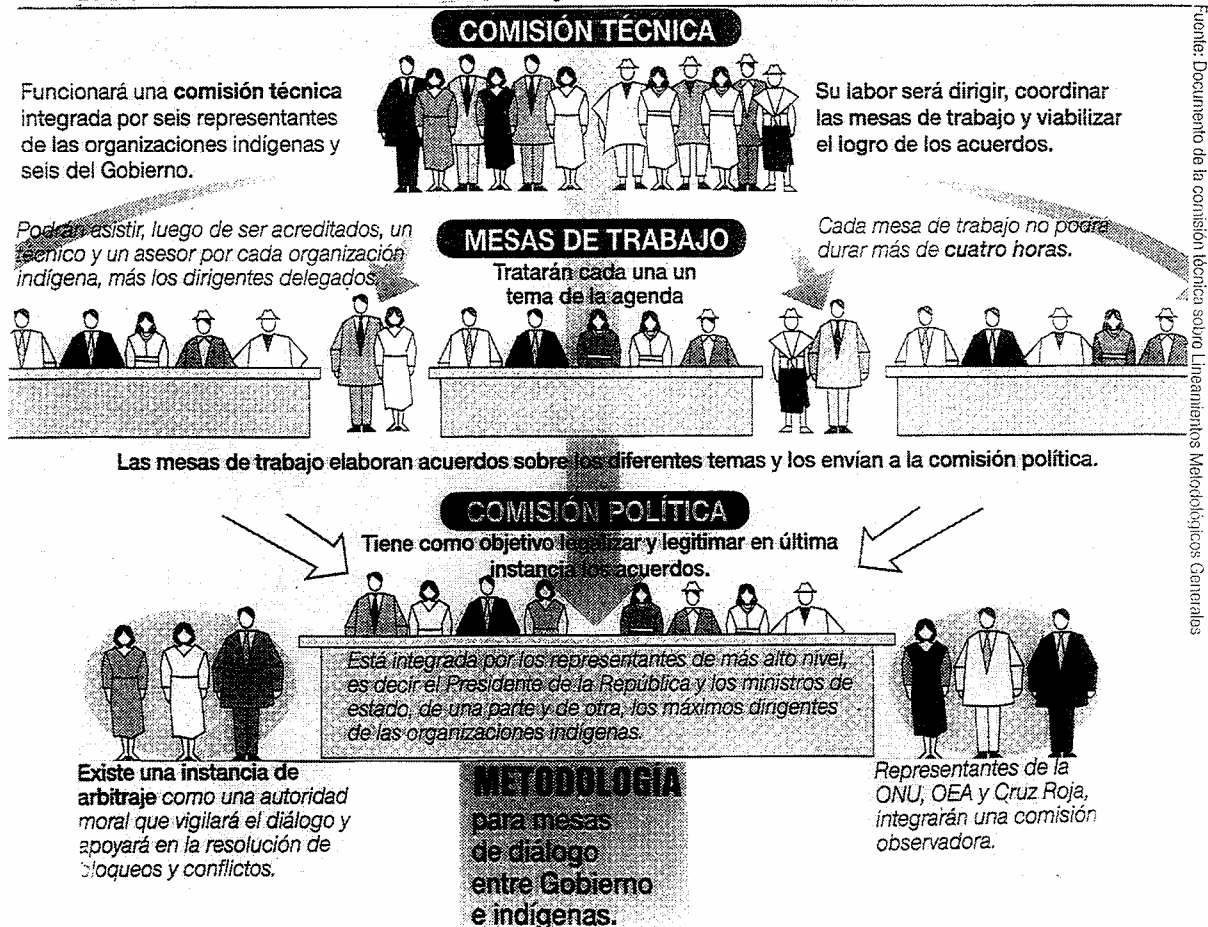 COMISIÓN TÉCNICA
Funcionará una comisión técnica
integrada por seis representantes
de las organizaciones indígenas y
seis del Gobierno.
Su labor será dirigir, coordinar
las mesas de trabajo y viabilizar
el logro de los acuerdos.
Podrán asistir, luego de ser acreditados, un
técnico y un asesor por cada organización
indígena, más los dirigentes delegados
MESAS DE TRABAJO
Tratarán cada una un
tema de la agenda
Cada mesa de trabajo no podrá
durar más de cuatro horas.
Las mesas de trabajo elaboran acuerdos sobre los diferentes temas y los envían a la comisión política.
COMISIÓN POLÍTICA
Tiene como objetivo legalizar y legitimar en última
instancia los acuerdos.
Está integrada por los representantes de más alto nivel,
es decir el Presidente de la República y los ministros de
estado, de una parte y de otra, los máximos dirigentes
de las organizaciones indígenas.
Existe una instancia de
arbitraje como una autoridad
moral que vigilará el diálogo y
apoyará en la resolución de
bloqueos y conflictos.
METODOLOGÍA
para mesas
de diálogo
entre Gobierno
e indígenas.
Representantes de la
ONU, OEA y Cruz Roja,
integrarán una comisión
observadora.
Fuente: Documento de la comisión técnica sobre Lineamientos Metodológicos Generales